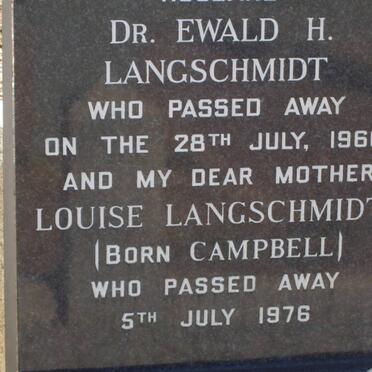 DR. EWALD H.
LANGSCHMIDT
WHO PASSED AWAY
ON THE 28TH JULY,
AND MY DEAR MOTHER
LOUISE LANGSCHMIDT
(BORN CAMPBELL)
WHO PASSED AWAY
5TH JULY 1976